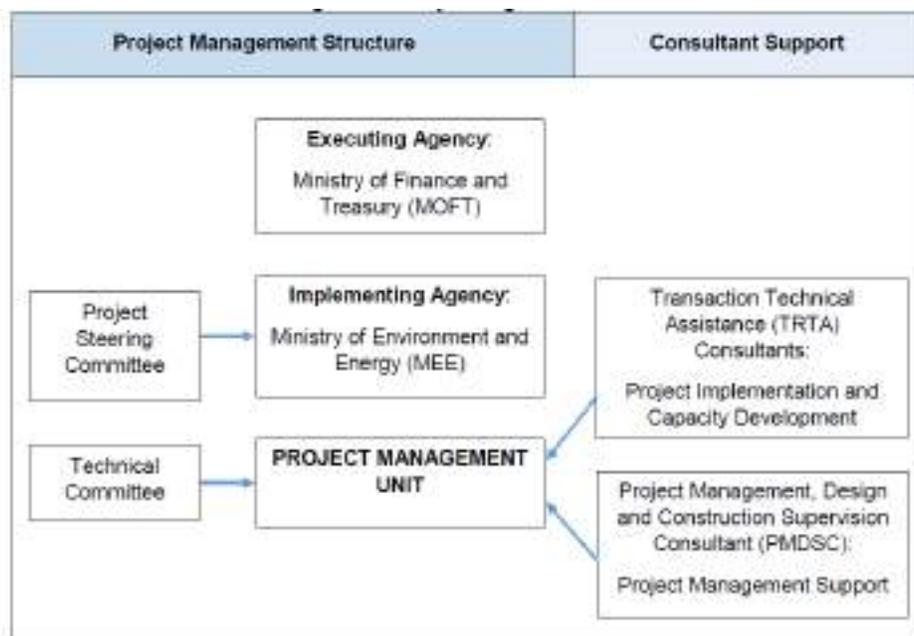 Project Management Structure
Consultant Support
Executing Agency:
Ministry of Finance and
Treasury (MOFT)
Project
Steering
Committee
Implementing Agency:
Ministry of Environment and
Energy (MEE)
Transaction Technical
Assistance (TRTA)
Consultants:
Project Implementation and
Capacity Development
Technical
Committee
PROJECT MANAGEMENT
UNIT
Project Management, Design
and Construction Supervision
Consultant (PMDSC):
Project Management Support